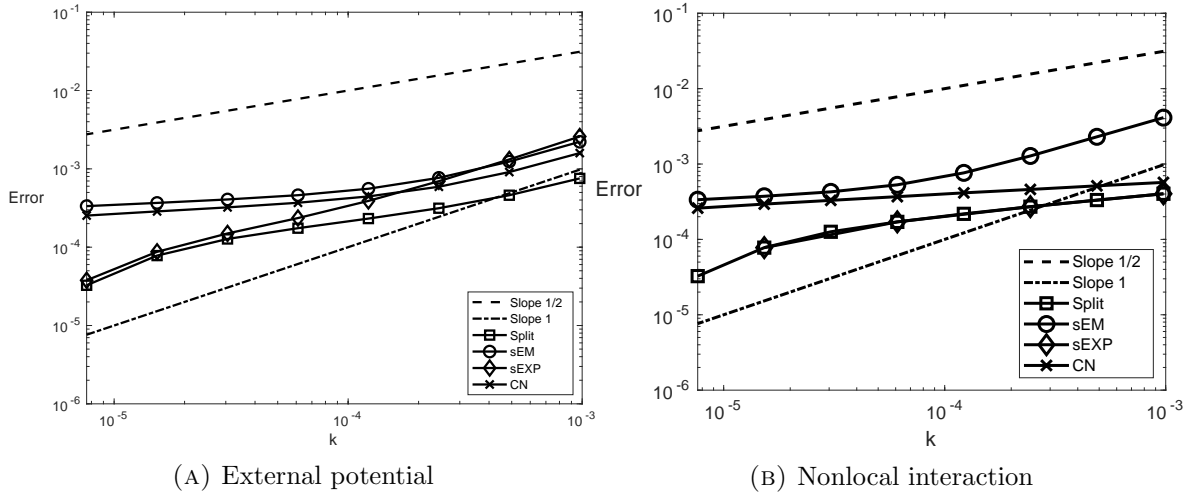 10^-1
10^-2
10^-3
Error
10^-4
10^-5
10^-6
10^-5
10^-4
10^-3
k
Slope 1/2
Slope 1
Split
sEM
sEXP
CN
(A) External potential
10^-1
10^-2
10^-3
Error
10^-4
10^-5
10^-6
10^-5
10^-4
10^-3
k
Slope 1/2
Slope 1
Split
sEM
sEXP
CN
(B) Nonlocal interaction